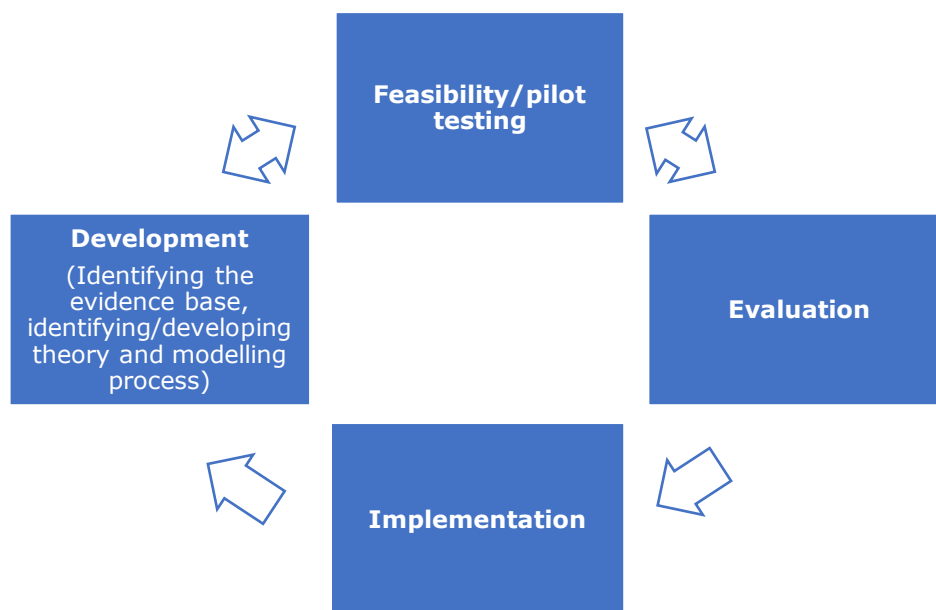 Feasibility/pilot
testing
Development
(Identifying the
evidence base,
identifying/developing
theory and modelling
process)
Evaluation
Implementation